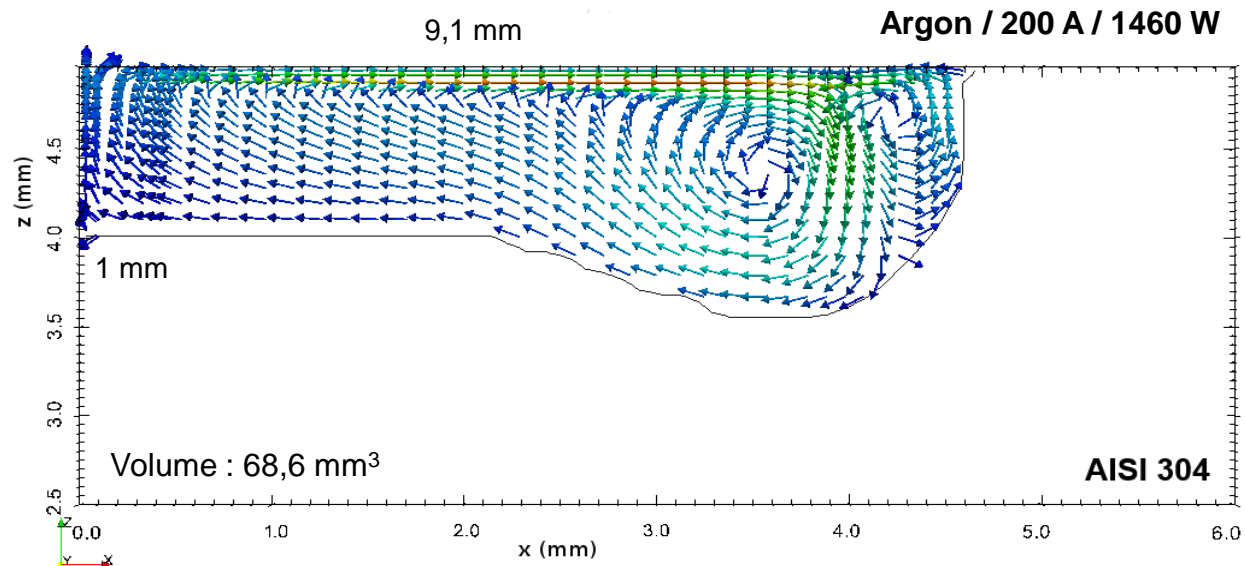 Argon / 200 A / 1460 W
9,1 mm
z (mm)
4.5
4.0
3.5
3.0
2.5
1 mm
Volume : 68,6 mm³
AISI 304
0.0 1.0 2.0 3.0 4.0 5.0 6.0
x (mm)
Z
Y X